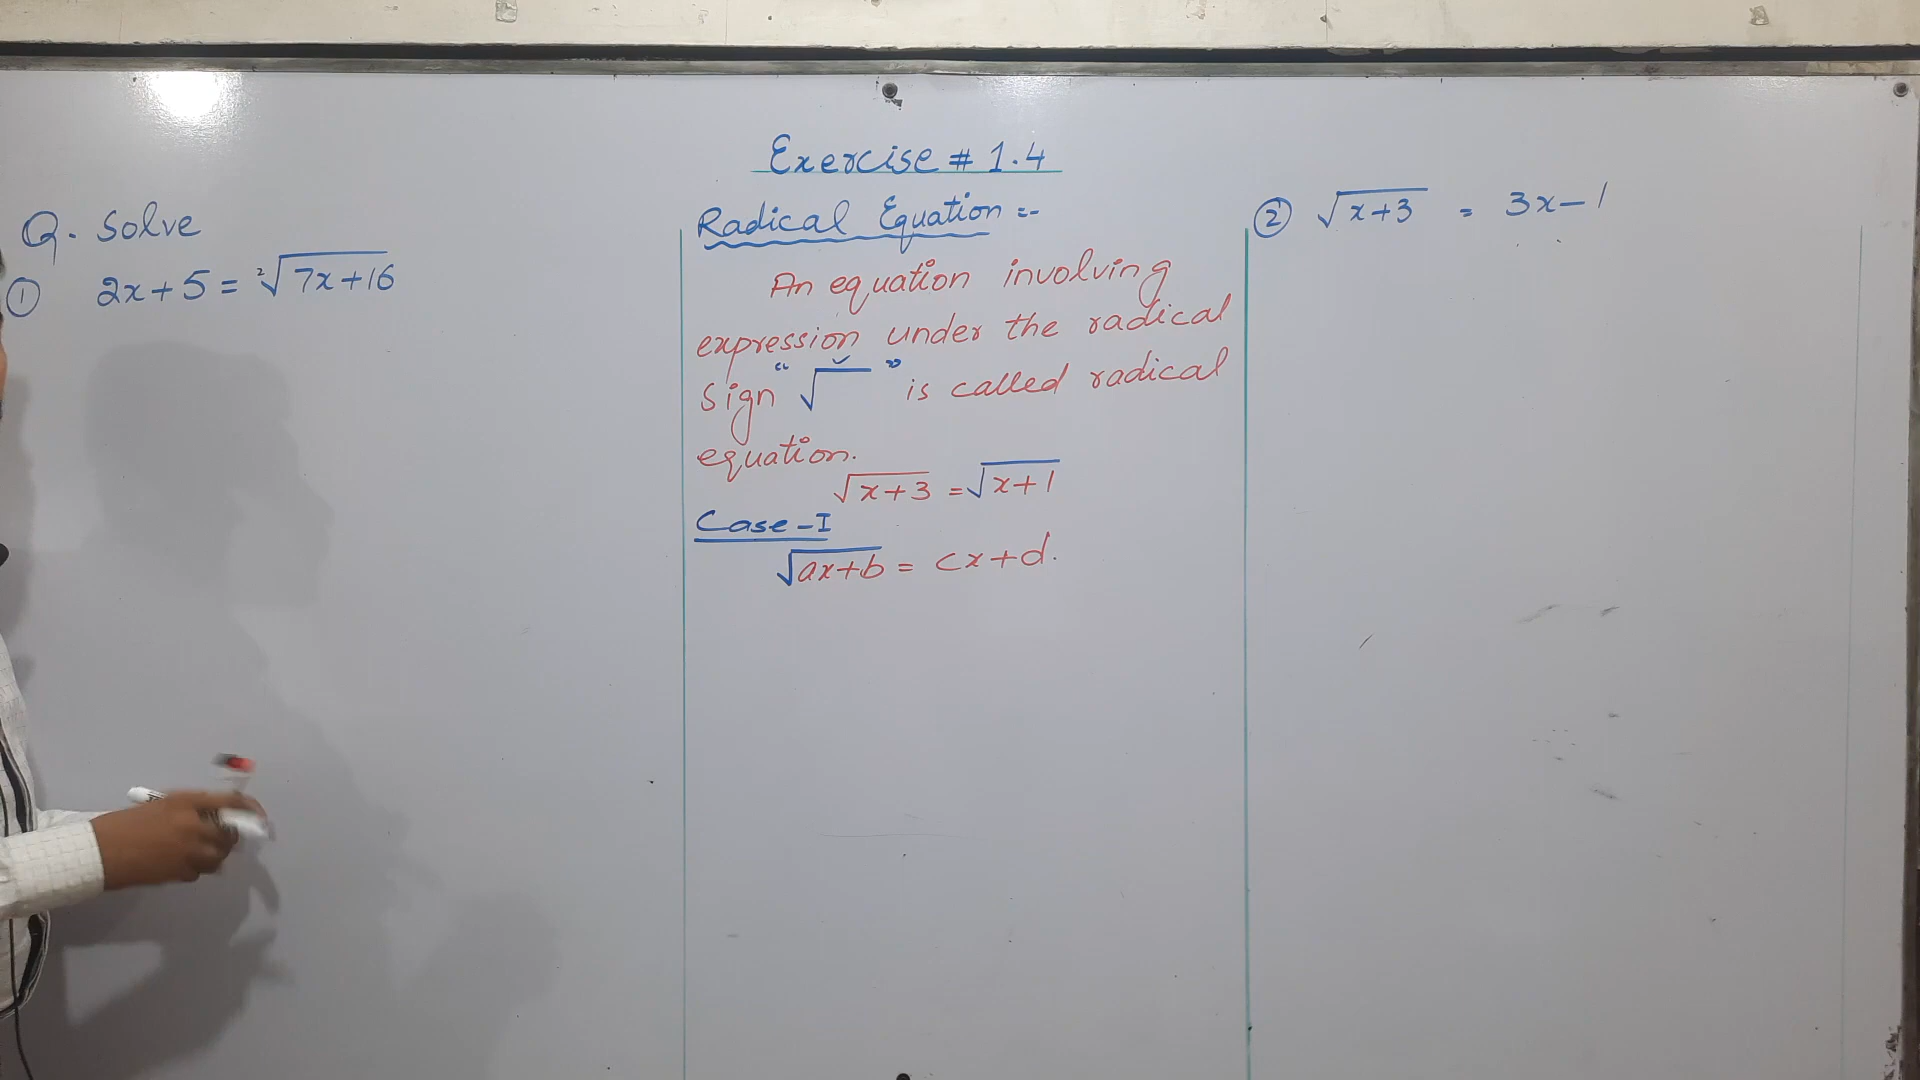 Exercise # 1.4
Q. Solve
① 2x+5 = ²√7x+16
Radical Equation :-
An equation involving
expression under the radical
sign "√‾" is called radical
equation.
√x+3 = √x+1
Case-I
√ax+b = cx+d.
② √x+3 = 3x-1